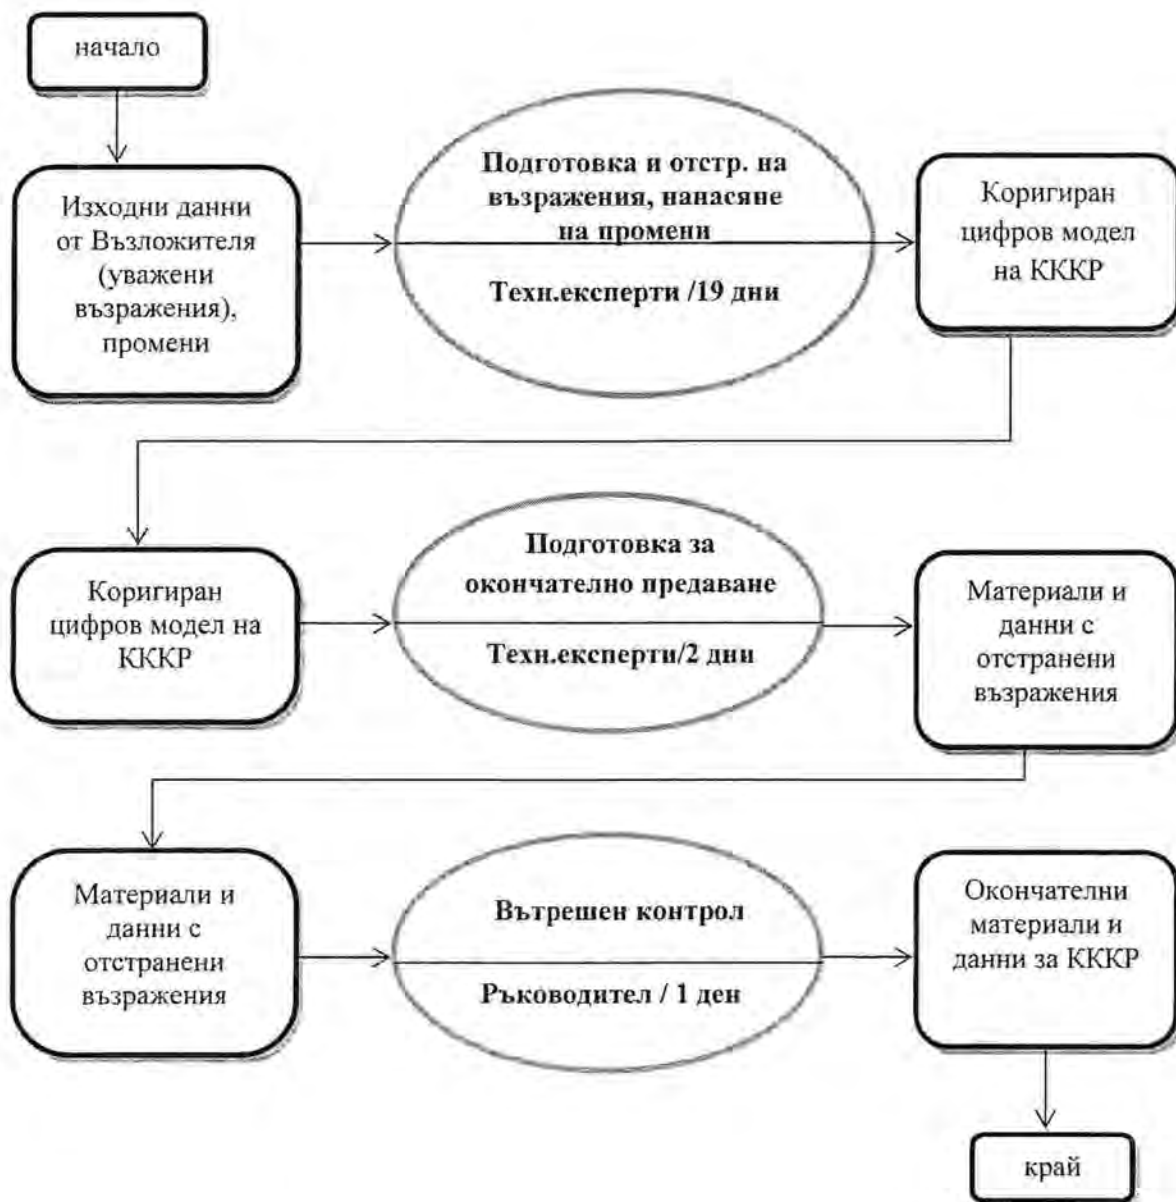 начало
Изходни данни
от Възложителя
(уважени
възражения),
промени
Подготовка и отстр. на
възражения, нанасяне
на промени
Техн.експерти /19 дни
Коригиран
цифров модел
на КККР
Коригиран
цифров модел на
КККР
Подготовка за
окончателно предаване
Техн.експерти/2 дни
Материали и
данни с
отстранени
възражения
Материали и
данни с
отстранени
възражения
Вътрешен контрол
Ръководител / 1 ден
Окончателни
материали и
данни за КККР
край